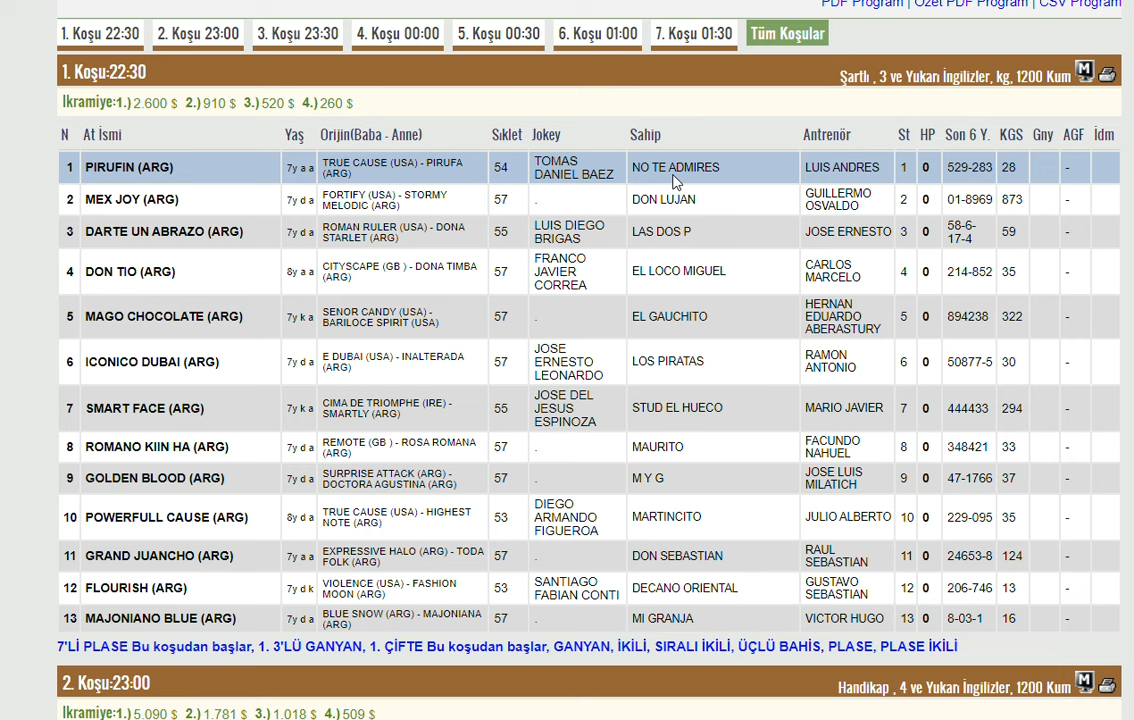 PDF Program | Özet PDF Program | CSV Program
1. Koşu 22:30 2. Koşu 23:00 3. Koşu 23:30 4. Koşu 00:00 5. Koşu 00:30 6. Koşu 01:00 7. Koşu 01:30 Tüm Koşular
1. Koşu:22:30 Şartlı , 3 ve Yukarı İngilizler, kg, 1200 Kum M
İkramiye:1.) 2.600 $ 2.) 910 $ 3.) 520 $ 4.) 260 $
N At İsmi Yaş Orijin(Baba - Anne) Sıklet Jokey Sahip Antrenör St HP Son 6 Y. KGS Gny AGF İdm
1 PIRUFIN (ARG) 7y a a TRUE CAUSE (USA) - PIRUFA (ARG) 54 TOMAS DANIEL BAEZ NO TE ADMIRES LUIS ANDRES 1 0 529-283 28 -
2 MEX JOY (ARG) 7y d a FORTIFY (USA) - STORMY MELODIC (ARG) 57 . DON LUJAN GUILLERMO OSVALDO 2 0 01-8969 873 -
3 DARTE UN ABRAZO (ARG) 7y d a ROMAN RULER (USA) - DONA STARLET (ARG) 55 LUIS DIEGO BRIGAS LAS DOS P JOSE ERNESTO 3 0 58-6-17-4 59 -
4 DON TIO (ARG) 8y a a CITYSCAPE (GB ) - DONA TIMBA (ARG) 57 FRANCO JAVIER CORREA EL LOCO MIGUEL CARLOS MARCELO 4 0 214-852 35 -
5 MAGO CHOCOLATE (ARG) 7y k a SENOR CANDY (USA) - BARILOCE SPIRIT (USA) 57 . EL GAUCHITO HERNAN EDUARDO ABERASTURY 5 0 894238 322 -
6 ICONICO DUBAI (ARG) 7y d a E DUBAI (USA) - INALTERADA (ARG) 57 JOSE ERNESTO LEONARDO LOS PIRATAS RAMON ANTONIO 6 0 50877-5 30 -
7 SMART FACE (ARG) 7y k a CIMA DE TRIOMPHE (IRE) - SMARTLY (ARG) 55 JOSE DEL JESUS ESPINOZA STUD EL HUECO MARIO JAVIER 7 0 444433 294 -
8 ROMANO KIIN HA (ARG) 7y d a REMOTE (GB ) - ROSA ROMANA (ARG) 57 . MAURITO FACUNDO NAHUEL 8 0 348421 33 -
9 GOLDEN BLOOD (ARG) 7y d a SURPRISE ATTACK (ARG) - DOCTORA AGUSTINA (ARG) 57 . M Y G JOSE LUIS MILATICH 9 0 47-1766 37 -
10 POWERFULL CAUSE (ARG) 8y d a TRUE CAUSE (USA) - HIGHEST NOTE (ARG) 53 DIEGO ARMANDO FIGUEROA MARTINCITO JULIO ALBERTO 10 0 229-095 35 -
11 GRAND JUANCHO (ARG) 7y a a EXPRESSIVE HALO (ARG) - TODA FOLK (ARG) 57 . DON SEBASTIAN RAUL SEBASTIAN 11 0 24653-8 124 -
12 FLOURISH (ARG) 7y d k VIOLENCE (USA) - FASHION MOON (ARG) 53 SANTIAGO FABIAN CONTI DECANO ORIENTAL GUSTAVO SEBASTIAN 12 0 206-746 13 -
13 MAJONIANO BLUE (ARG) 7y d a BLUE SNOW (ARG) - MAJONIANA (ARG) 57 . MI GRANJA VICTOR HUGO 13 0 8-03-1 16 -
7'Lİ PLASE Bu koşudan başlar, 1. 3'LÜ GANYAN, 1. ÇİFTE Bu koşudan başlar, GANYAN, İKİLİ, SIRALI İKİLİ, ÜÇLÜ BAHİS, PLASE, PLASE İKİLİ
2. Koşu:23:00 Handikap , 4 ve Yukarı İngilizler, 1200 Kum M
İkramiye:1.) 5.090 $ 2.) 1.781 $ 3.) 1.018 $ 4.) 509 $